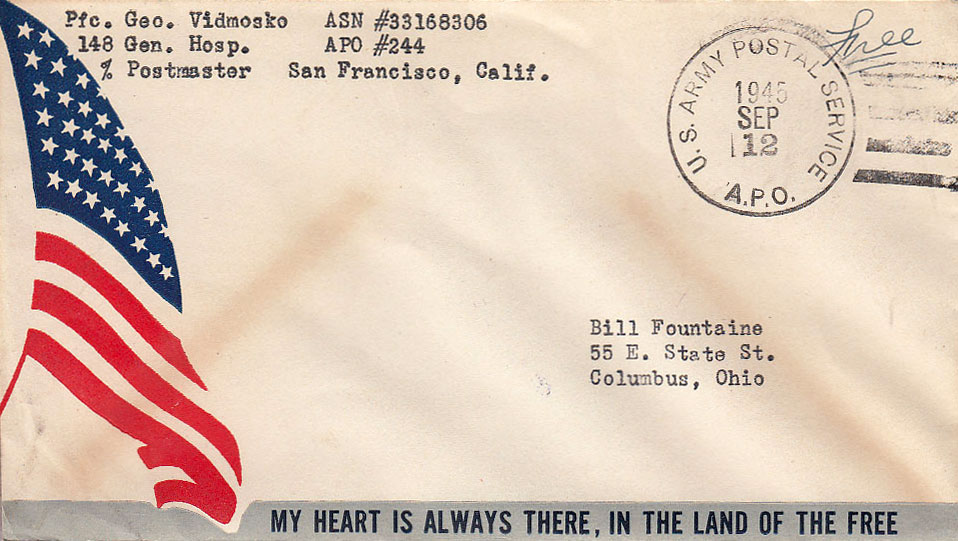 Pfc. Geo. Vidmosko ASN #33168306
148 Gen. Hosp. APO #244
% Postmaster San Francisco, Calif.
Free
U.S. ARMY POSTAL SERVICE
1945
SEP
12
A.P.O.
Bill Fountaine
55 E. State St.
Columbus, Ohio
MY HEART IS ALWAYS THERE, IN THE LAND OF THE FREE